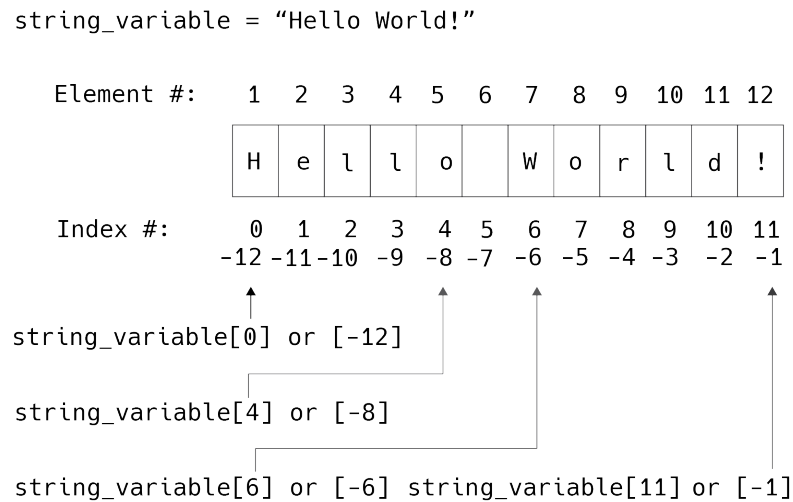 string_variable = “Hello World!”
Element #: 1 2 3 4 5 6 7 8 9 10 11 12
H e l l o W o r l d !
Index #: 0 1 2 3 4 5 6 7 8 9 10 11
-12 -11 -10 -9 -8 -7 -6 -5 -4 -3 -2 -1
string_variable[0] or [-12]
string_variable[4] or [-8]
string_variable[6] or [-6] string_variable[11] or [-1]